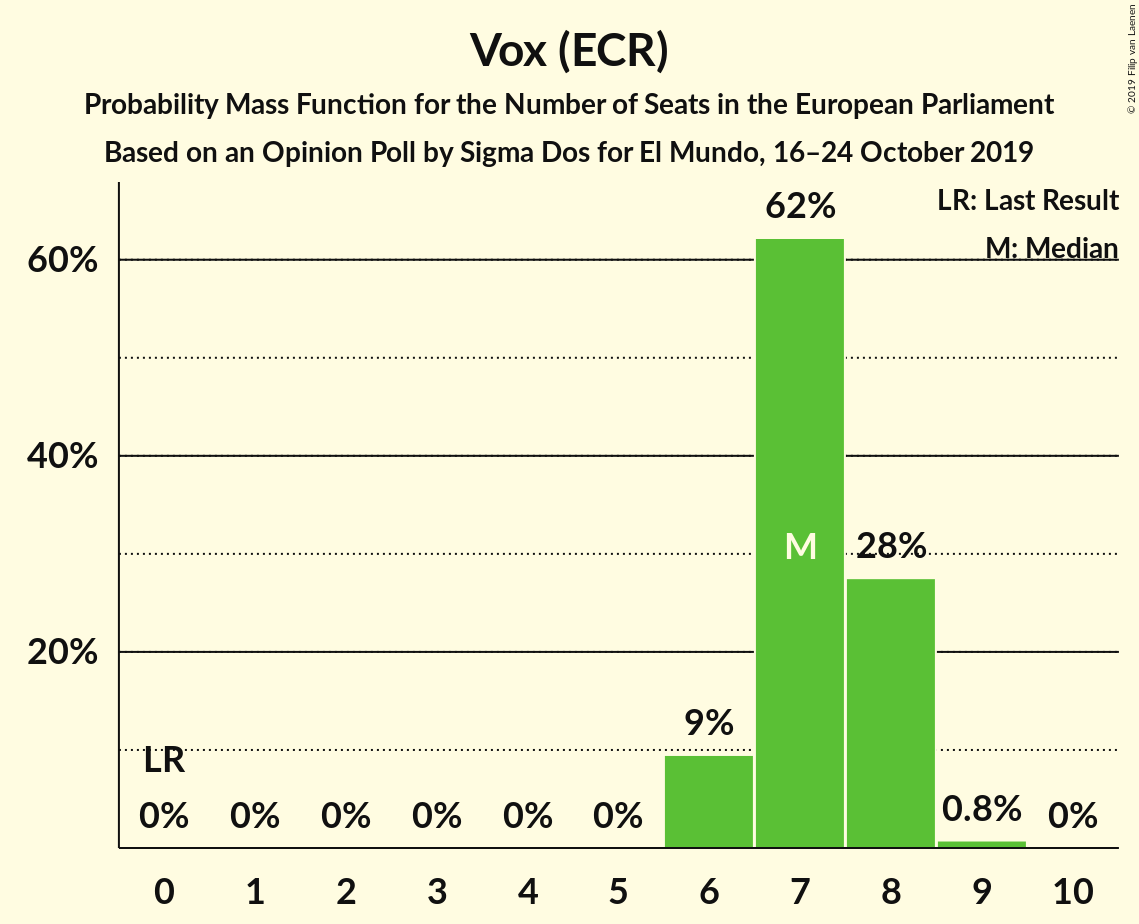 Vox (ECR)
Probability Mass Function for the Number of Seats in the European Parliament
Based on an Opinion Poll by Sigma Dos for El Mundo, 16–24 October 2019
© 2019 Filip van Laenen
LR: Last Result
M: Median
62%
60%
40%
M
28%
20%
9%
LR
0% 0% 0% 0% 0% 0% 0.8% 0%
0 1 2 3 4 5 6 7 8 9 10